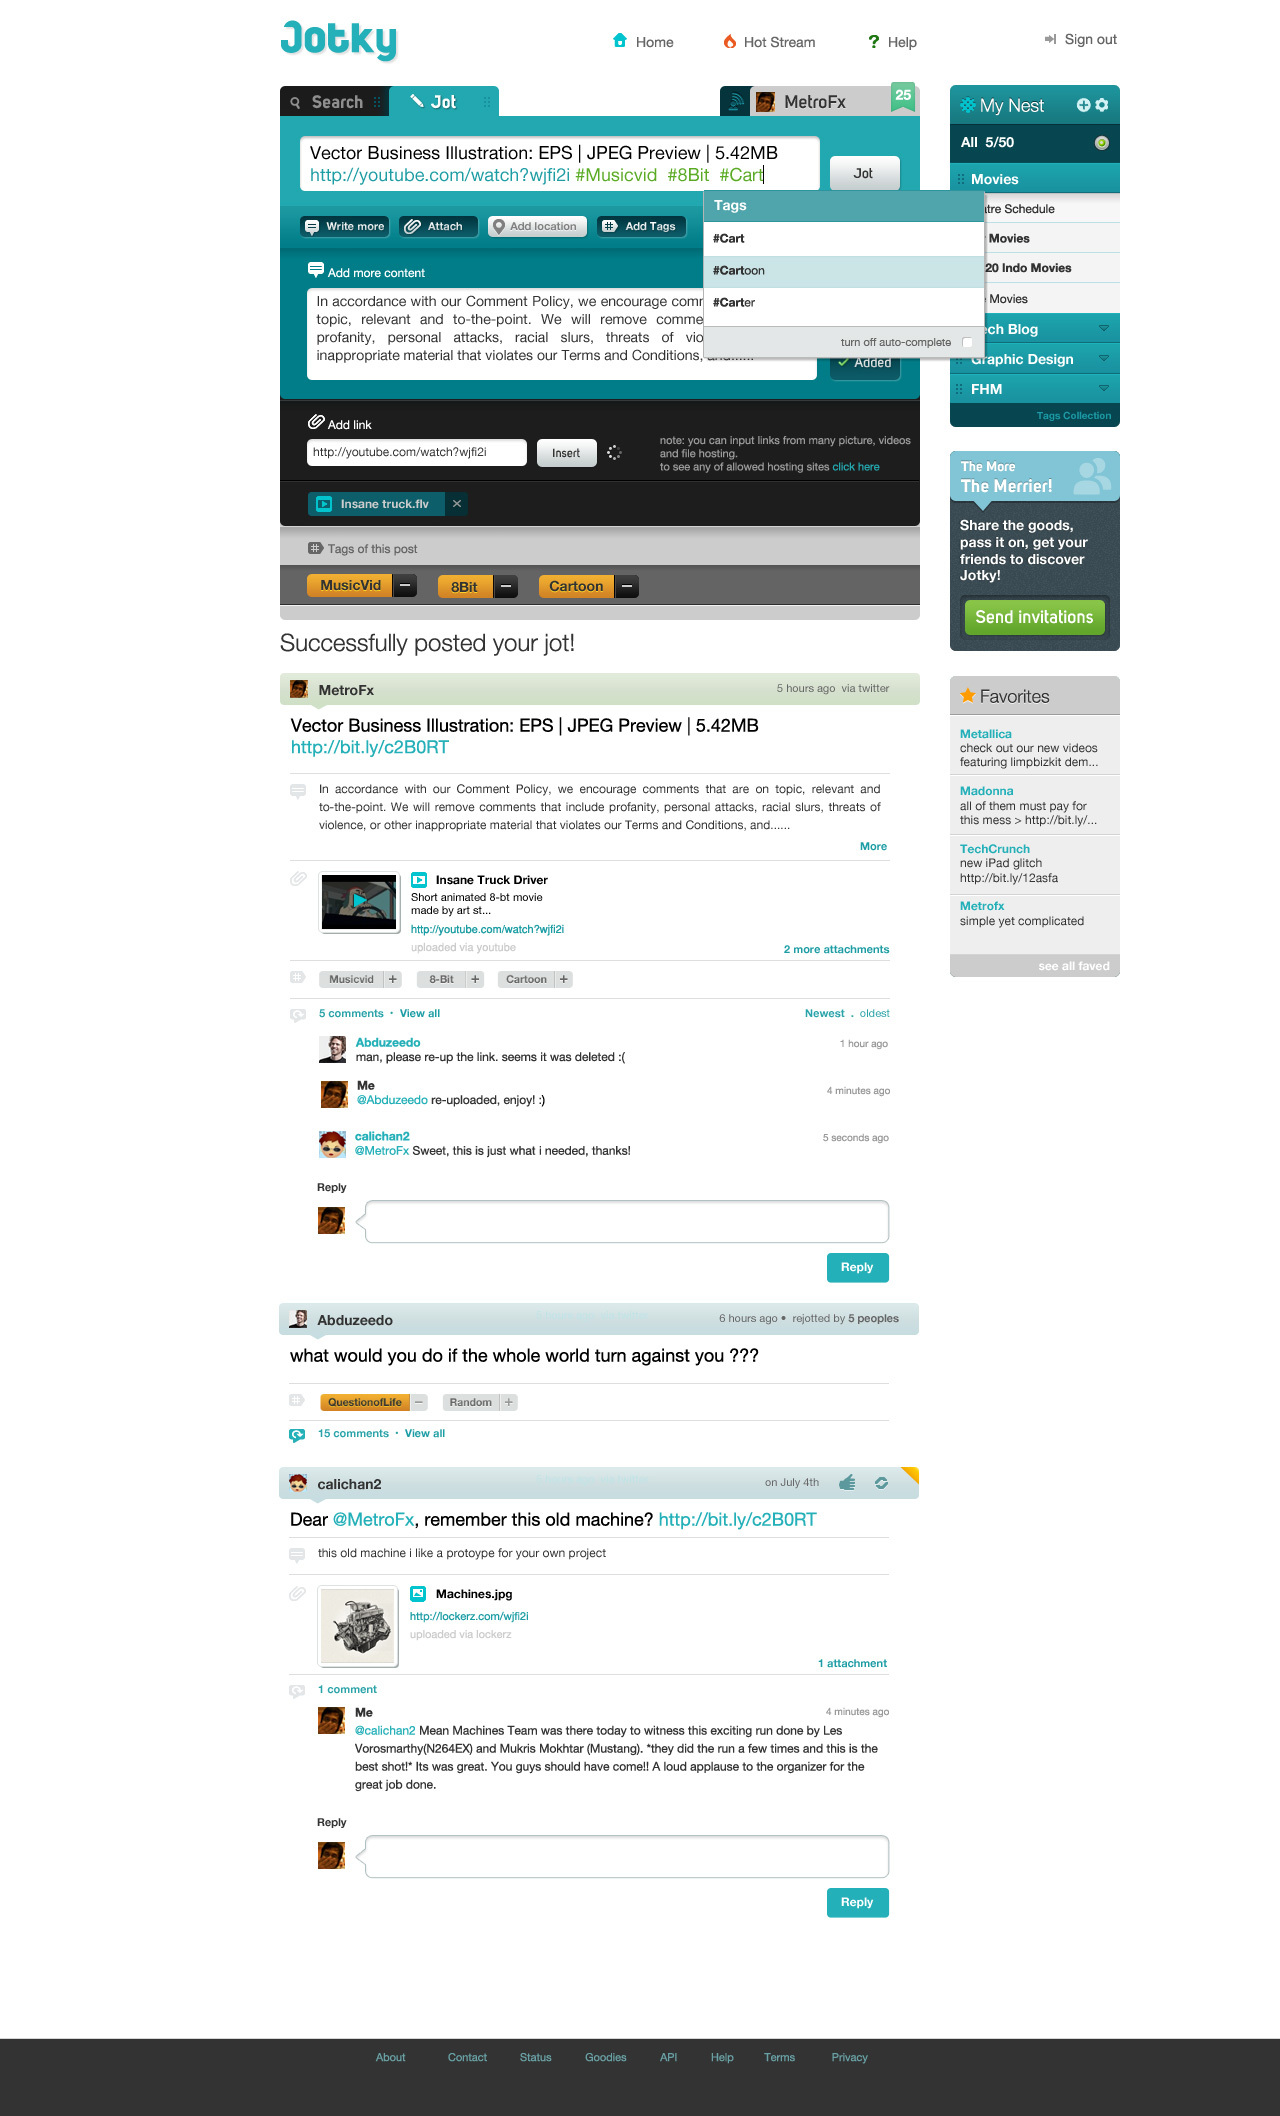 Jotky
Home
Hot Stream
? Help
Sign out
Search
Jot
MetroFx
25
Vector Business Illustration: EPS | JPEG Preview | 5.42MB
http://youtube.com/watch?wjfi2i #Musicvid #8Bit #Cart
Jot
Tags
#Cart
#Cartoon
#Carter
turn off auto-complete
Write more
Attach
Add location
Add Tags
Add more content
In accordance with our Comment Policy, we encourage comm
topic, relevant and to-the-point. We will remove comme
profanity, personal attacks, racial slurs, threats of vio
inappropriate material that violates our Terms and Conditions, and......
Added
Add link
http://youtube.com/watch?wjfi2i
Insert
note: you can input links from many picture, videos
and file hosting.
to see any of allowed hosting sites click here
Insane truck.flv
Tags of this post
MusicVid
8Bit
Cartoon
My Nest
All 5/50
Movies
atre Schedule
Movies
20 Indo Movies
Movies
ech Blog
Graphic Design
FHM
Tags Collection
The More
The Merrier!
Share the goods,
pass it on, get your
friends to discover
Jotky!
Send invitations
Favorites
Metallica
check out our new videos
featuring limpbizkit dem...
Madonna
all of them must pay for
this mess > http://bit.ly/...
TechCrunch
new iPad glitch
http://bit.ly/12asfa
Metrofx
simple yet complicated
see all faved
Successfully posted your jot!
MetroFx
5 hours ago via twitter
Vector Business Illustration: EPS | JPEG Preview | 5.42MB
http://bit.ly/c2B0RT
In accordance with our Comment Policy, we encourage comments that are on topic, relevant and
to-the-point. We will remove comments that include profanity, personal attacks, racial slurs, threats of
violence, or other inappropriate material that violates our Terms and Conditions, and......
More
Insane Truck Driver
Short animated 8-bt movie
made by art st...
http://youtube.com/watch?wjfi2i
uploaded via youtube
2 more attachments
Musicvid +
8-Bit +
Cartoon +
5 comments · View all
Newest . oldest
Abduzeedo
1 hour ago
man, please re-up the link. seems it was deleted :(
Me
4 minutes ago
@Abduzeedo re-uploaded, enjoy! :)
calichan2
5 seconds ago
@MetroFx Sweet, this is just what i needed, thanks!
Reply
Reply
Abduzeedo
6 hours ago • rejotted by 5 peoples
what would you do if the whole world turn against you ???
QuestionofLife −
Random +
15 comments · View all
calichan2
on July 4th
Dear @MetroFx, remember this old machine? http://bit.ly/c2B0RT
this old machine i like a protoype for your own project
Machines.jpg
http://lockerz.com/wjfi2i
uploaded via lockerz
1 attachment
1 comment
Me
4 minutes ago
@calichan2 Mean Machines Team was there today to witness this exciting run done by Les
Vorosmarthy(N264EX) and Mukris Mokhtar (Mustang). *they did the run a few times and this is the
best shot!* Its was great. You guys should have come!! A loud applause to the organizer for the
great job done.
Reply
Reply
About
Contact
Status
Goodies
API
Help
Terms
Privacy